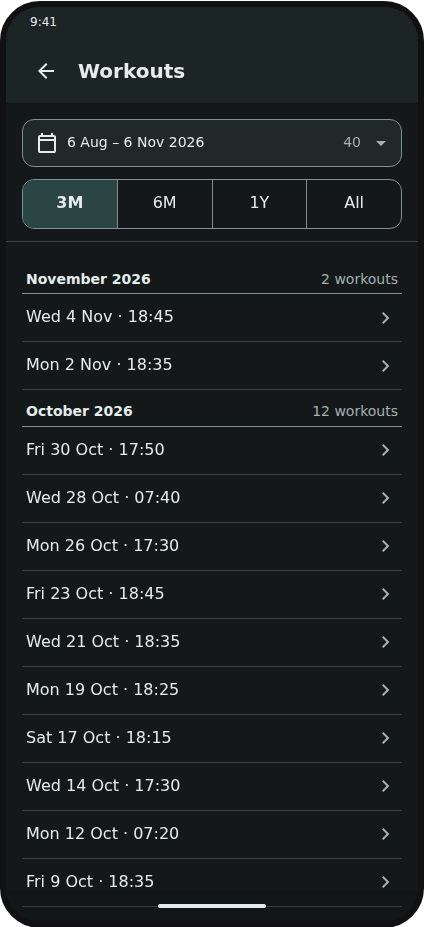 9:41
Workouts
6 Aug – 6 Nov 2026 40
3M 6M 1Y All
November 2026 2 workouts
Wed 4 Nov · 18:45
Mon 2 Nov · 18:35
October 2026 12 workouts
Fri 30 Oct · 17:50
Wed 28 Oct · 07:40
Mon 26 Oct · 17:30
Fri 23 Oct · 18:45
Wed 21 Oct · 18:35
Mon 19 Oct · 18:25
Sat 17 Oct · 18:15
Wed 14 Oct · 17:30
Mon 12 Oct · 07:20
Fri 9 Oct · 18:35